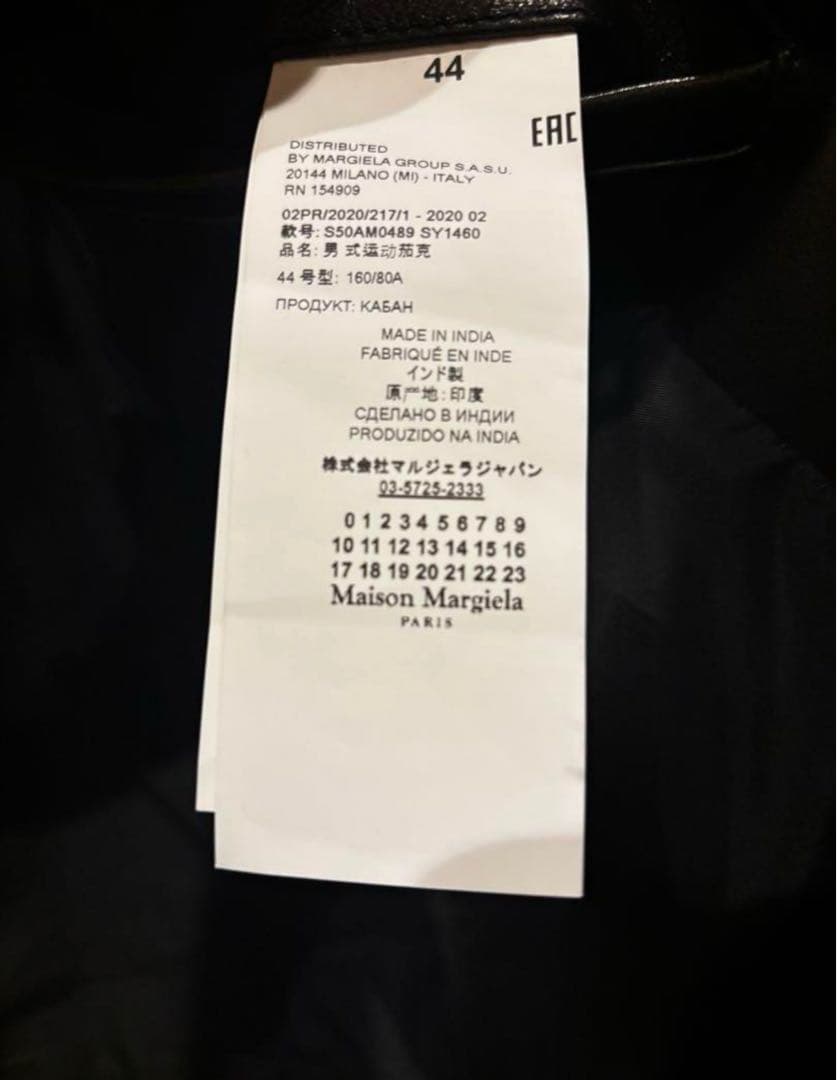 44
EAC
DISTRIBUTED
BY MARGIELA GROUP S.A.S.U.
20144 MILANO (MI) - ITALY
RN 154909
02PR/2020/217/1 - 2020 02
款号: S50AM0489 SY1460
品名: 男 式运动茄克
44 号型: 160/80A
ПРОДУКТ: КАБАН
MADE IN INDIA
FABRIQUÉ EN INDE
インド製
原产地: 印度
СДЕЛАНО В ИНДИИ
PRODUZIDO NA INDIA
株式会社マルジェラジャパン
03-5725-2333
0 1 2 3 4 5 6 7 8 9
10 11 12 13 14 15 16
17 18 19 20 21 22 23
Maison Margiela
PARIS